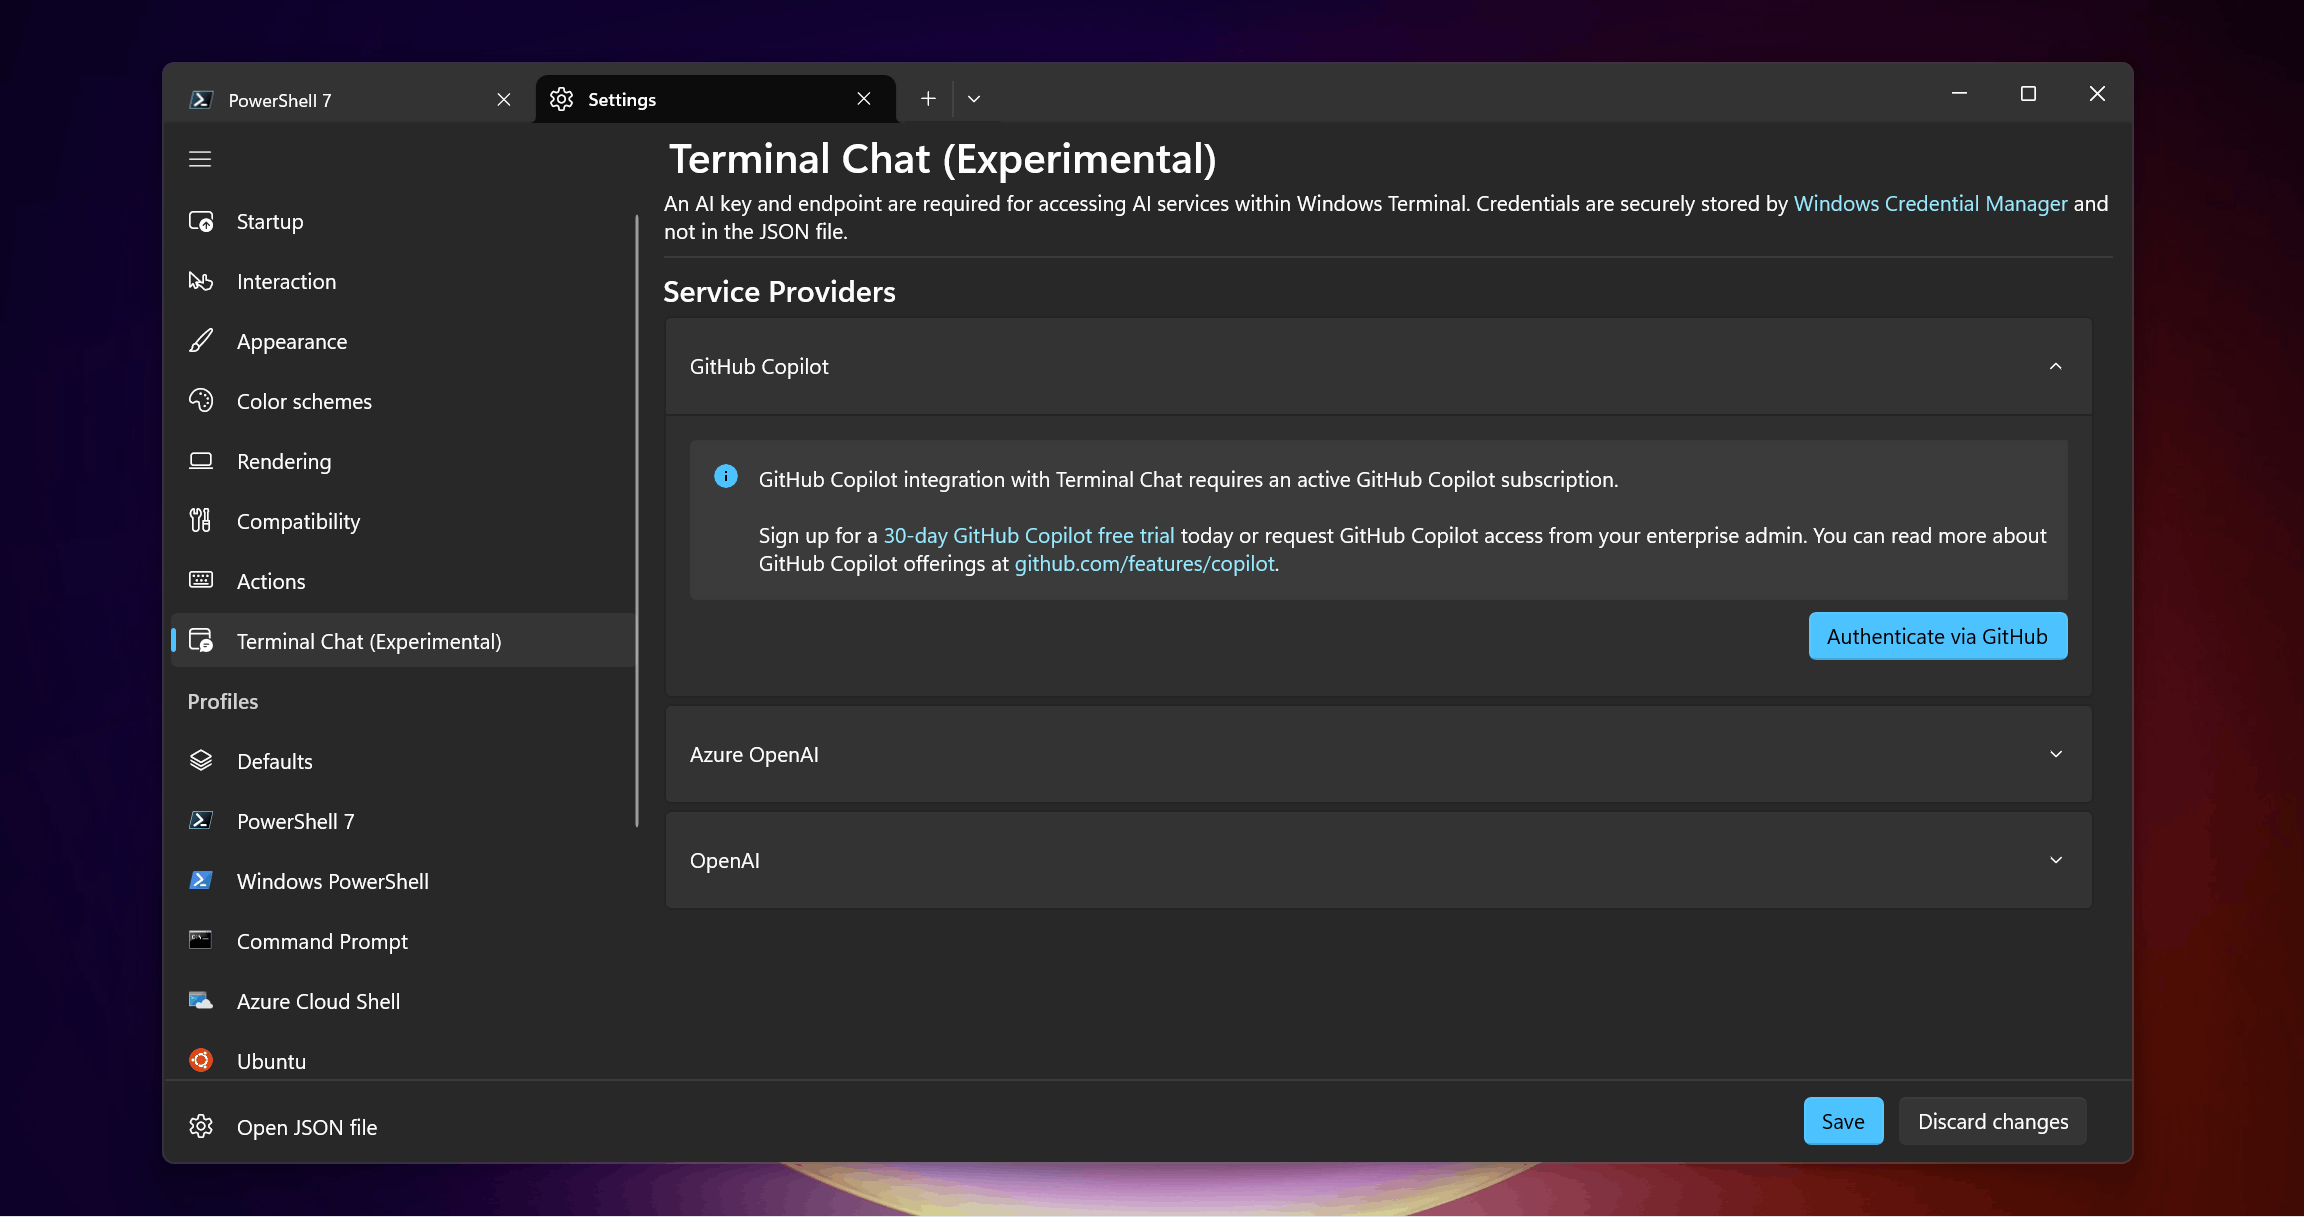 PowerShell 7
Settings
Terminal Chat (Experimental)
An AI key and endpoint are required for accessing AI services within Windows Terminal. Credentials are securely stored by Windows Credential Manager and
not in the JSON file.
Startup
Interaction
Appearance
Color schemes
Rendering
Compatibility
Actions
Terminal Chat (Experimental)
Profiles
Defaults
PowerShell 7
Windows PowerShell
Command Prompt
Azure Cloud Shell
Ubuntu
Open JSON file
Service Providers
GitHub Copilot
GitHub Copilot integration with Terminal Chat requires an active GitHub Copilot subscription.
Sign up for a 30-day GitHub Copilot free trial today or request GitHub Copilot access from your enterprise admin. You can read more about
GitHub Copilot offerings at github.com/features/copilot.
Authenticate via GitHub
Azure OpenAI
OpenAI
Save
Discard changes